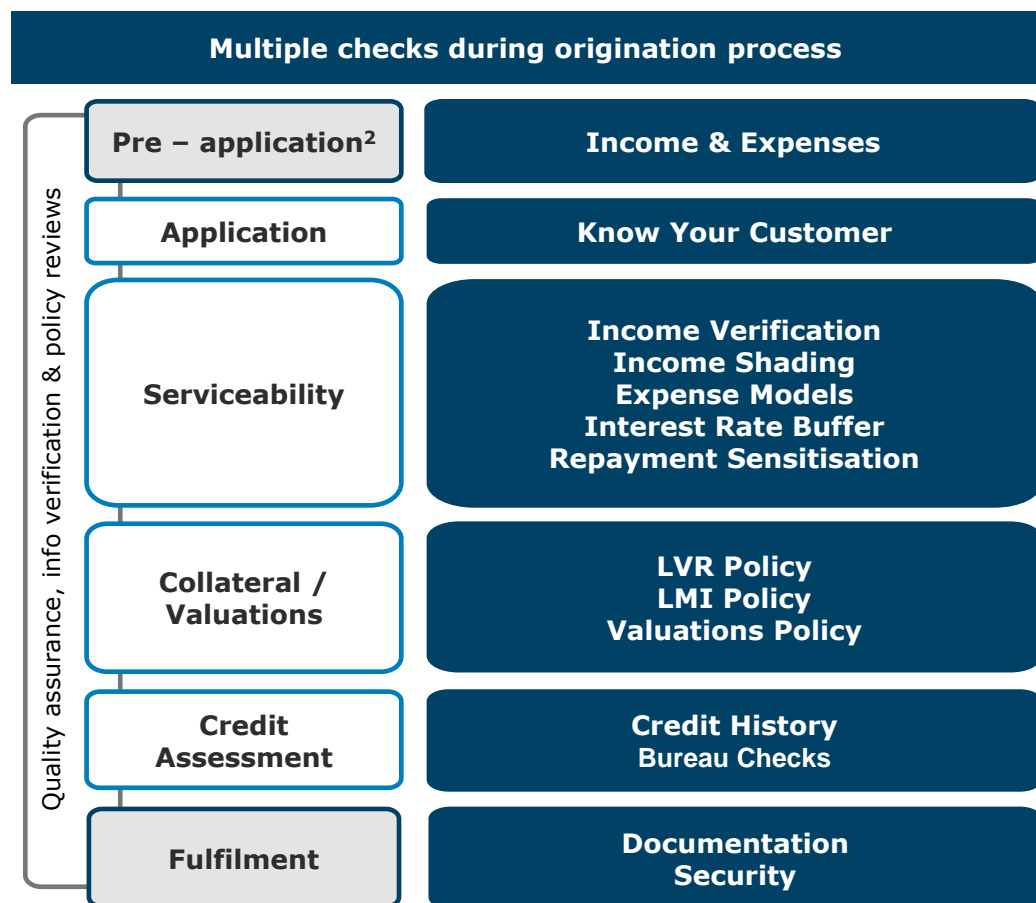 Multiple checks during origination process
Quality assurance, info verification & policy reviews
Pre – application²
Income & Expenses
Application
Know Your Customer
Serviceability
Income Verification
Income Shading
Expense Models
Interest Rate Buffer
Repayment Sensitisation
Collateral /
Valuations
LVR Policy
LMI Policy
Valuations Policy
Credit
Assessment
Credit History
Bureau Checks
Fulfilment
Documentation
Security